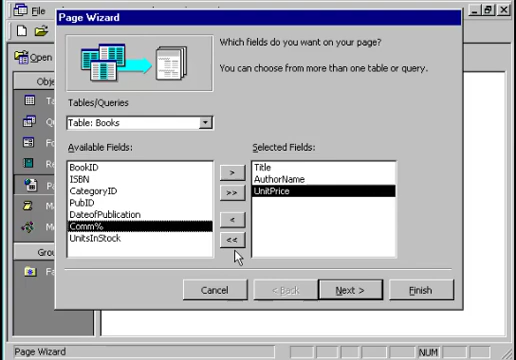 File
Page Wizard
Open
Which fields do you want on your page?
You can choose from more than one table or query.
Tables/Queries
Table: Books
Available Fields:
Selected Fields:
BookID
ISBN
CategoryID
PubID
DateofPublication
Comm%
UnitsInStock
>
>>
<
<<
Title
AuthorName
UnitPrice
Cancel
< Back
Next >
Finish
Page Wizard
NUM